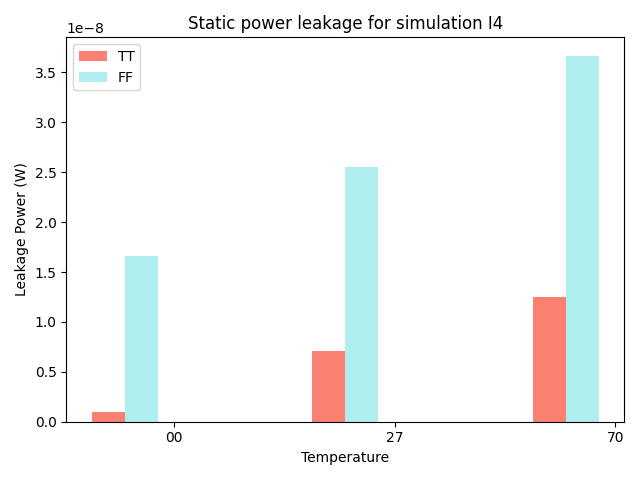 Static power leakage for simulation I4
1e−8
TT
FF
3.5
3.0
2.5
2.0
1.5
1.0
0.5
0.0
Leakage Power (W)
00 27 70
Temperature